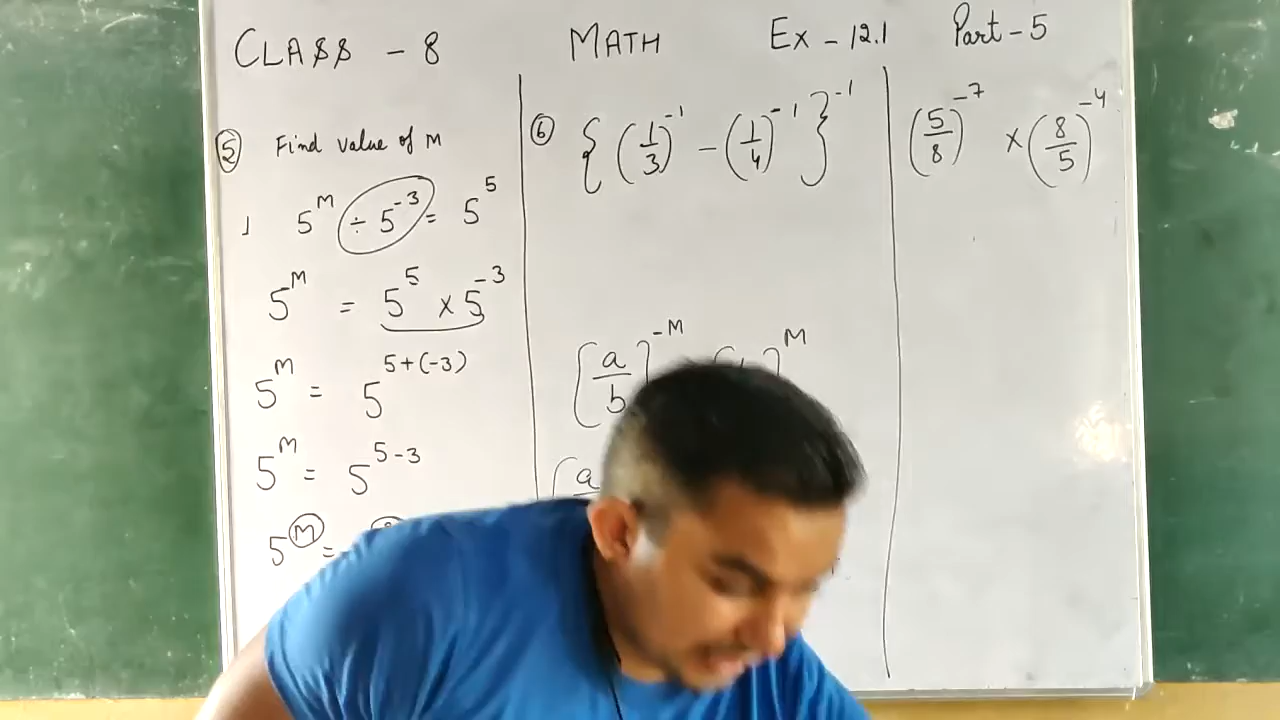 CLASS - 8 MATH Ex - 12.1 Part - 5
⑤ Find value of M
1 5^M ÷ 5^-3 = 5^5
5^M = 5^5 × 5^-3
5^M = 5^5+(-3)
5^M = 5^5-3
5^M =
⑥ {(1/3)^-1 - (1/4)^-1}^-1
[a/b]^-M M
a
(5/8)^-7 × (8/5)^-4